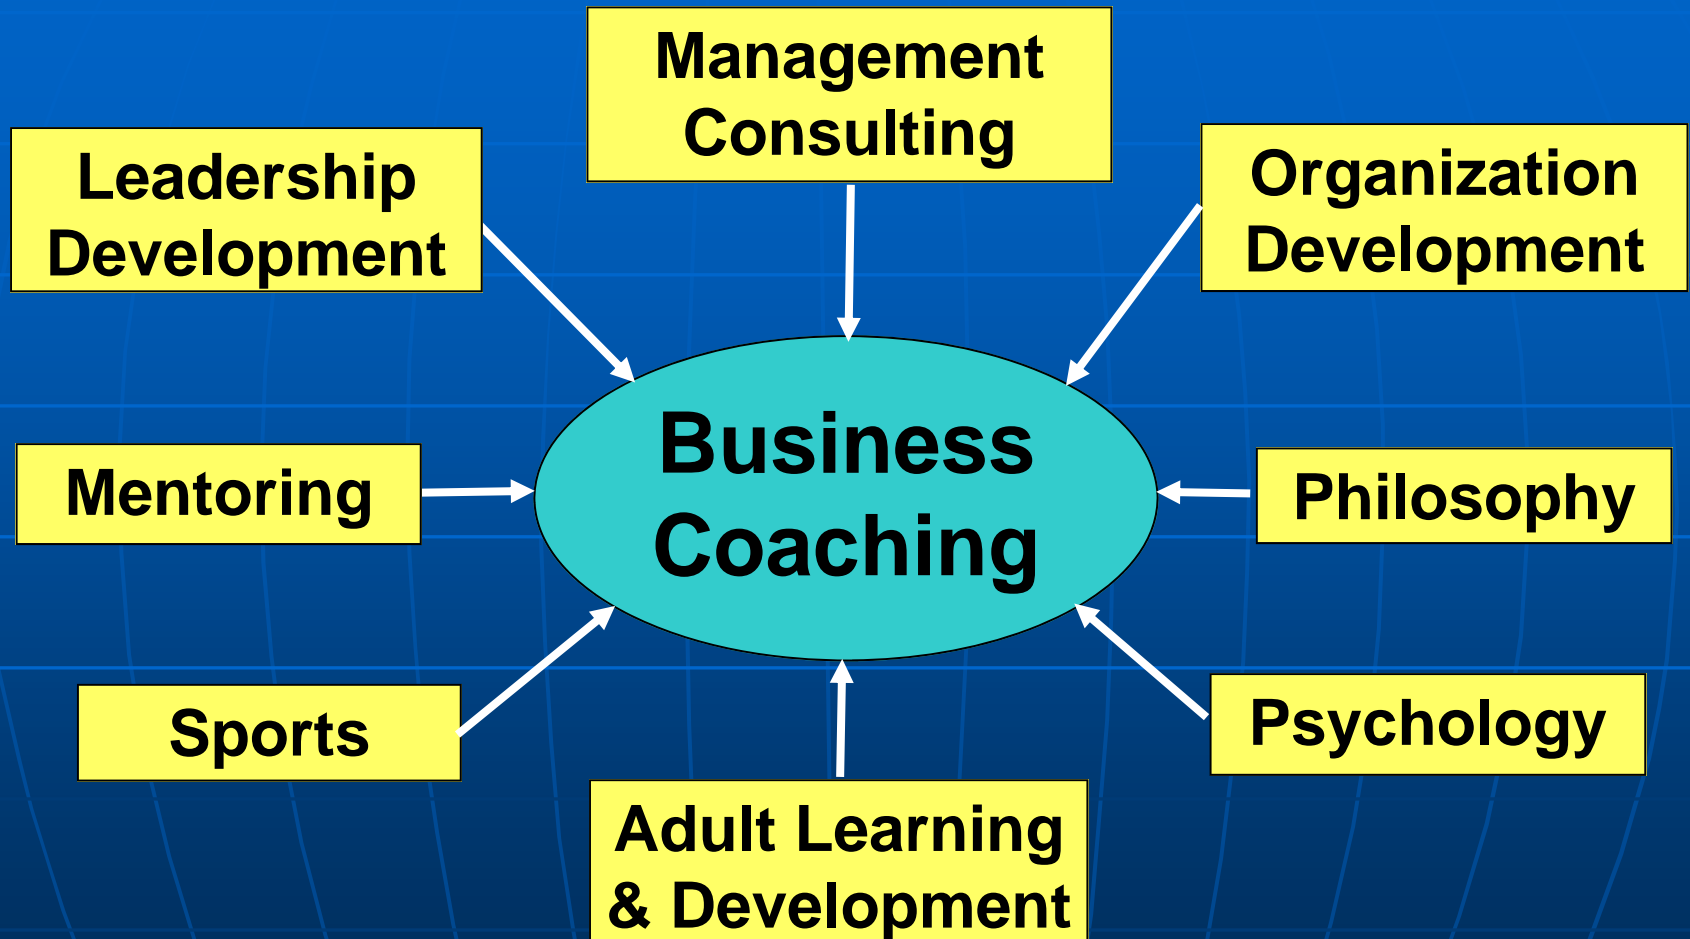 Management
Consulting
Leadership
Development
Organization
Development
Business
Coaching
Mentoring
Philosophy
Sports
Psychology
Adult Learning
& Development